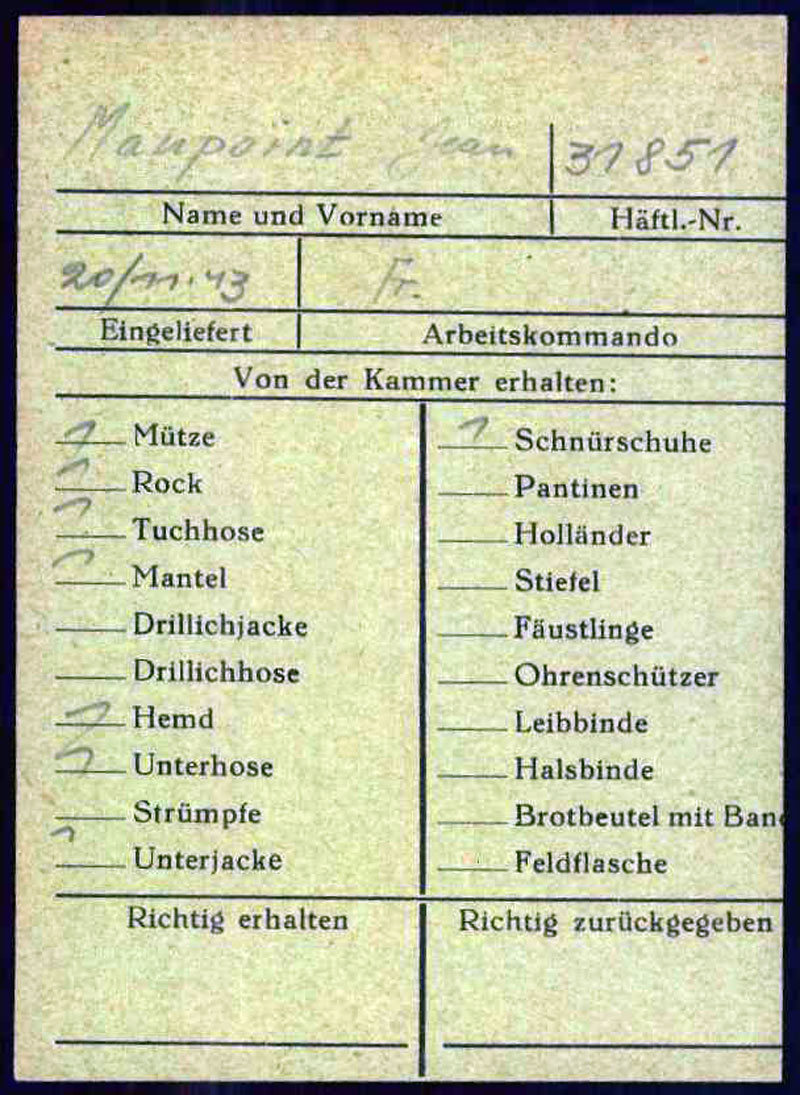 Maupoint Jean 31851
Name und Vorname Häftl.-Nr.
20/11.43 Fr.
Eingeliefert Arbeitskommando
Von der Kammer erhalten:
1 Mütze
1 Rock
1 Tuchhose
1 Mantel
Drillichjacke
Drillichhose
1 Hemd
1 Unterhose
Strümpfe
1 Unterjacke
1 Schnürschuhe
Pantinen
Holländer
Stiefel
Fäustlinge
Ohrenschützer
Leibbinde
Halsbinde
Brotbeutel mit Ban
Feldflasche
Richtig erhalten
Richtig zurückgegeben